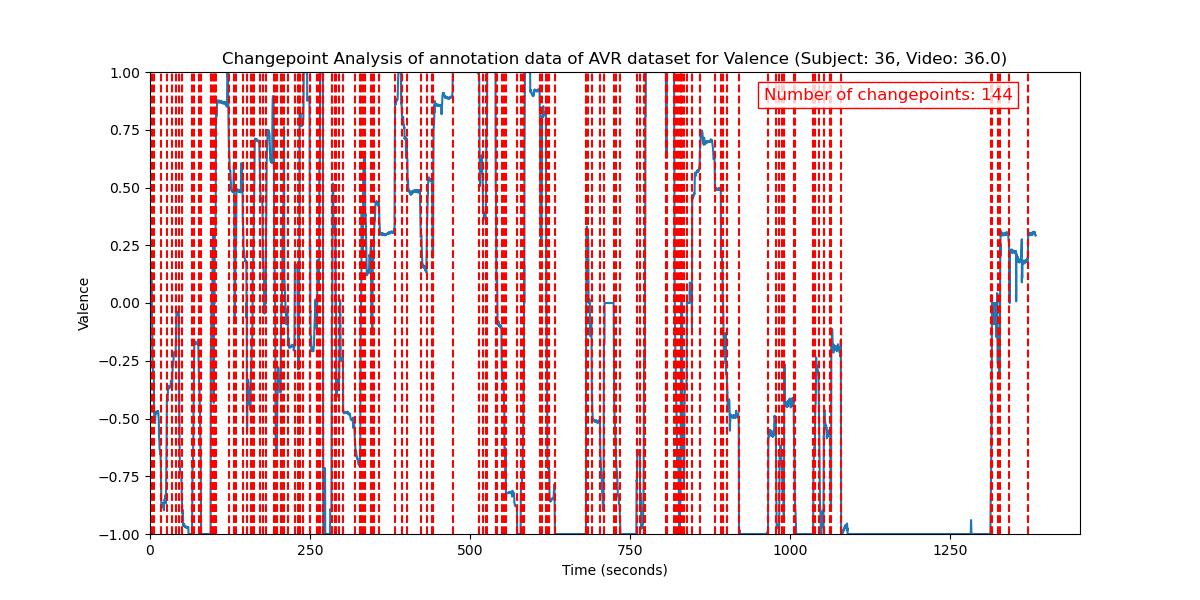 Changepoint Analysis of annotation data of AVR dataset for Valence (Subject: 36, Video: 36.0)
Number of changepoints: 144
Valence
1.00
0.75
0.50
0.25
0.00
−0.25
−0.50
−0.75
−1.00
0 250 500 750 1000 1250
Time (seconds)